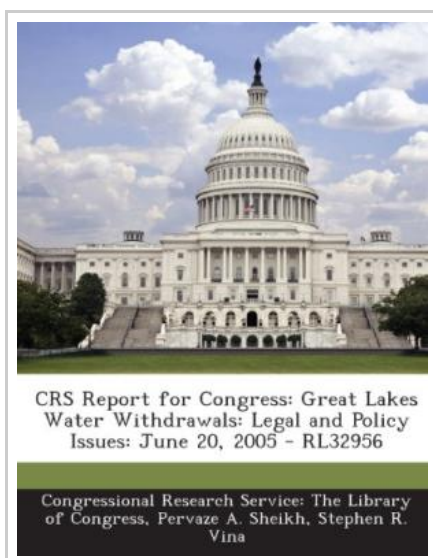 CRS Report for Congress: Great Lakes
Water Withdrawals: Legal and Policy
Issues: June 20, 2005 - RL32956
Congressional Research Service: The Library
of Congress, Pervaze A. Sheikh, Stephen R.
Vina